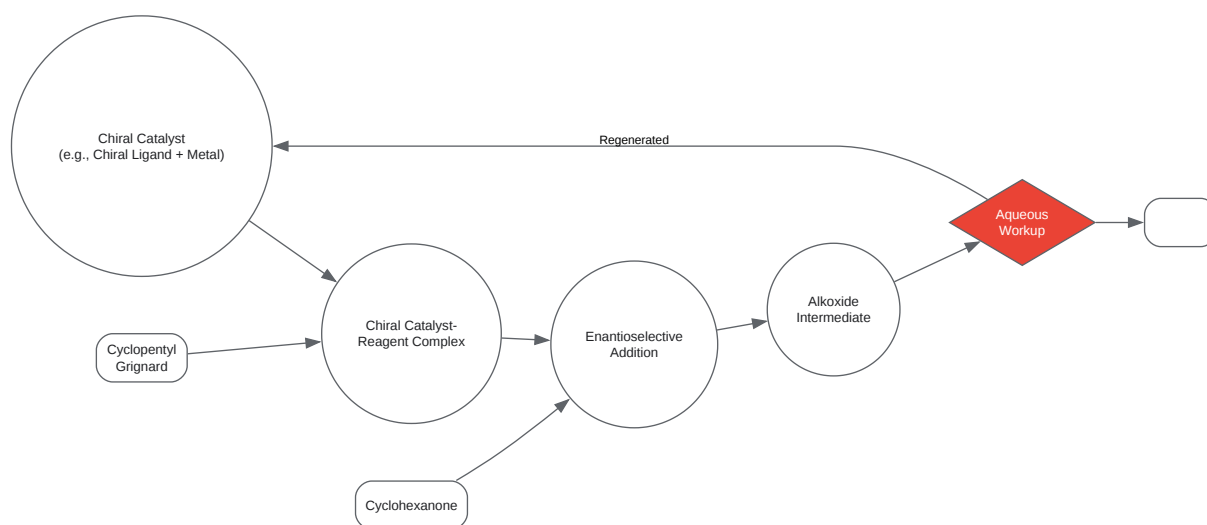 Chiral Catalyst
(e.g., Chiral Ligand + Metal)
Regenerated
Aqueous
Workup
Cyclopentyl
Grignard
Chiral Catalyst-
Reagent Complex
Enantioselective
Addition
Alkoxide
Intermediate
Cyclohexanone